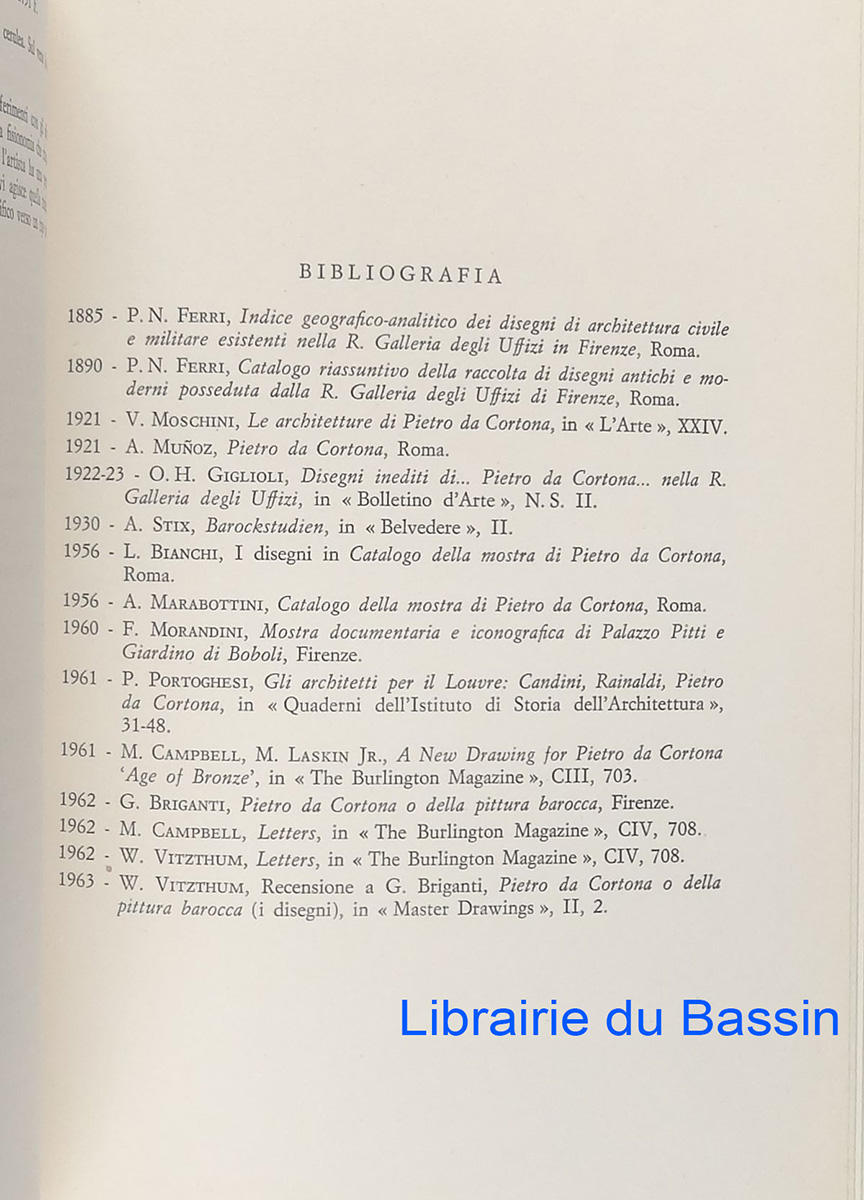 cerulea. Sul
l'artista ha
agisce quella
verso un
BIBLIOGRAFIA
1885 - P. N. FERRI, Indice geografico-analitico dei disegni di architettura civile
e militare esistenti nella R. Galleria degli Uffizi in Firenze, Roma.
1890 - P. N. FERRI, Catalogo riassuntivo della raccolta di disegni antichi e mo-
derni posseduta dalla R. Galleria degli Uffizi di Firenze, Roma.
1921 - V. MOSCHINI, Le architetture di Pietro da Cortona, in « L'Arte », XXIV.
1921 - A. MUÑOZ, Pietro da Cortona, Roma.
1922-23 - O. H. GIGLIOLI, Disegni inediti di... Pietro da Cortona... nella R.
Galleria degli Uffizi, in « Bolletino d'Arte », N. S. II.
1930 - A. STIX, Barockstudien, in « Belvedere », II.
1956 - L. BIANCHI, I disegni in Catalogo della mostra di Pietro da Cortona,
Roma.
1956 - A. MARABOTTINI, Catalogo della mostra di Pietro da Cortona, Roma.
1960 - F. MORANDINI, Mostra documentaria e iconografica di Palazzo Pitti e
Giardino di Boboli, Firenze.
1961 - P. PORTOGHESI, Gli architetti per il Louvre: Candini, Rainaldi, Pietro
da Cortona, in « Quaderni dell'Istituto di Storia dell'Architettura »,
31-48.
1961 - M. CAMPBELL, M. LASKIN JR., A New Drawing for Pietro da Cortona
'Age of Bronze', in « The Burlington Magazine », CIII, 703.
1962 - G. BRIGANTI, Pietro da Cortona o della pittura barocca, Firenze.
1962 - M. CAMPBELL, Letters, in « The Burlington Magazine », CIV, 708.
1962 - W. VITZTHUM, Letters, in « The Burlington Magazine », CIV, 708.
1963 - W. VITZTHUM, Recensione a G. Briganti, Pietro da Cortona o della
pittura barocca (i disegni), in « Master Drawings », II, 2.
Librairie du Bassin